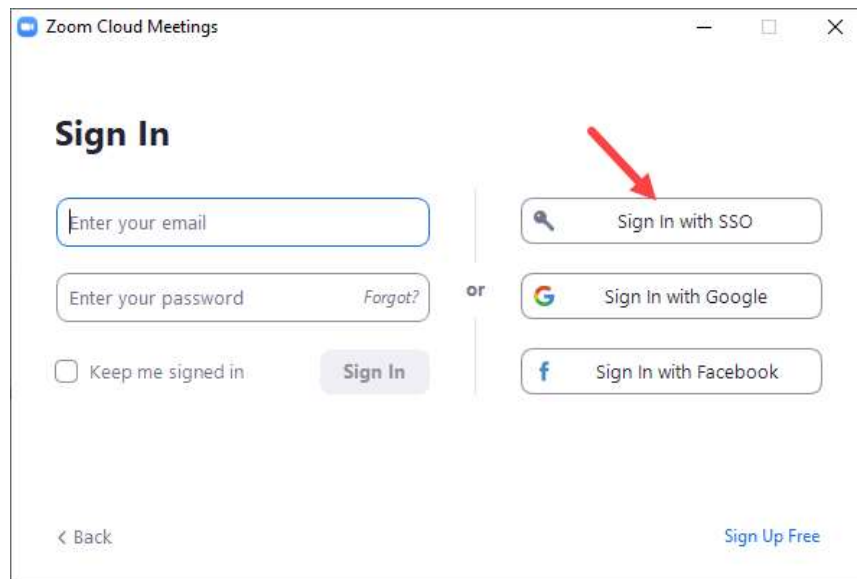 Zoom Cloud Meetings
Sign In
Enter your email
Enter your password Forgot?
Keep me signed in Sign In
or
Sign In with SSO
Sign In with Google
Sign In with Facebook
< Back
Sign Up Free